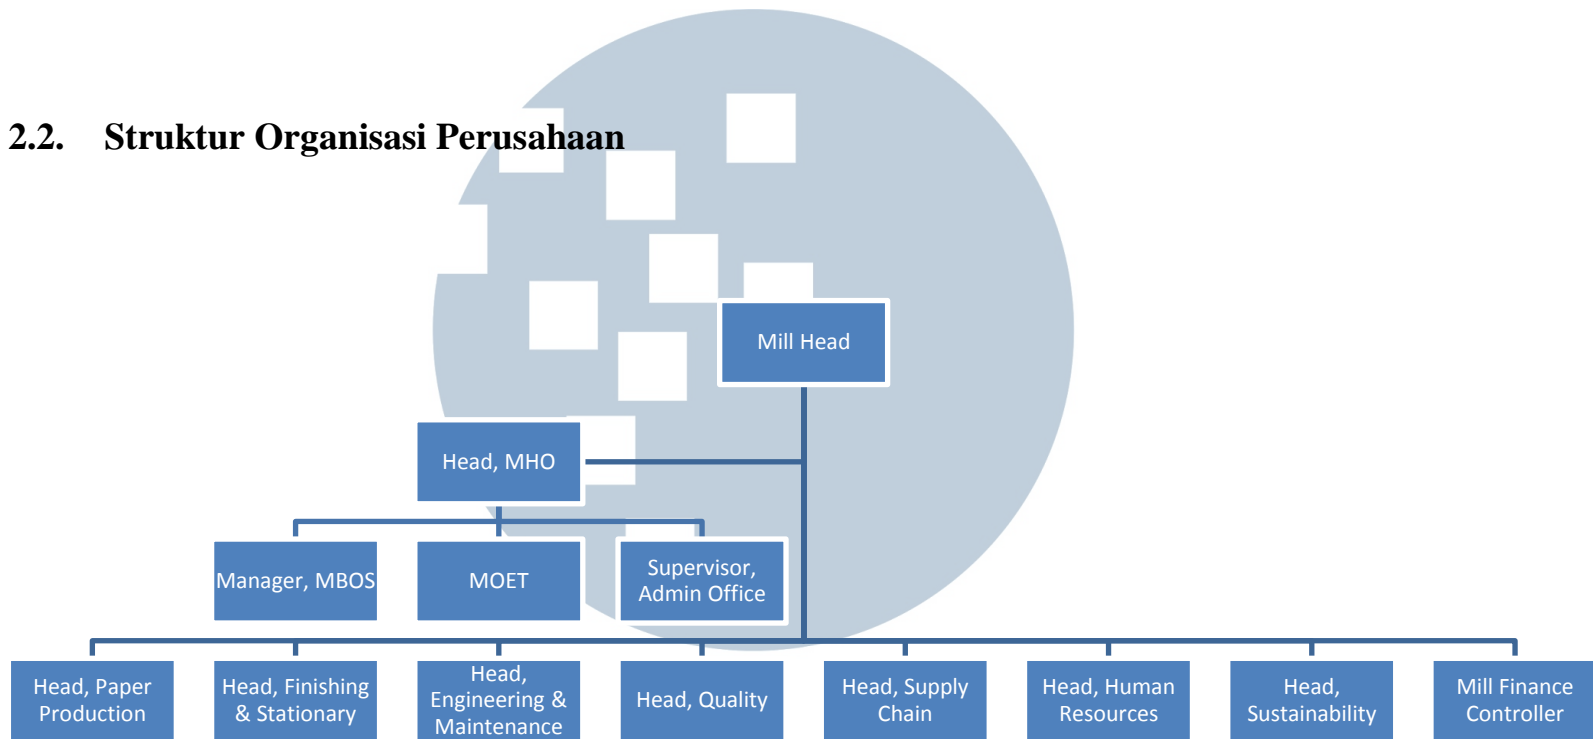 2.2. Struktur Organisasi Perusahaan
Mill Head
Head, MHO
Manager, MBOS
MOET
Supervisor,
Admin Office
Head, Paper
Production
Head, Finishing
& Stationary
Head,
Engineering &
Maintenance
Head, Quality
Head, Supply
Chain
Head, Human
Resources
Head,
Sustainability
Mill Finance
Controller